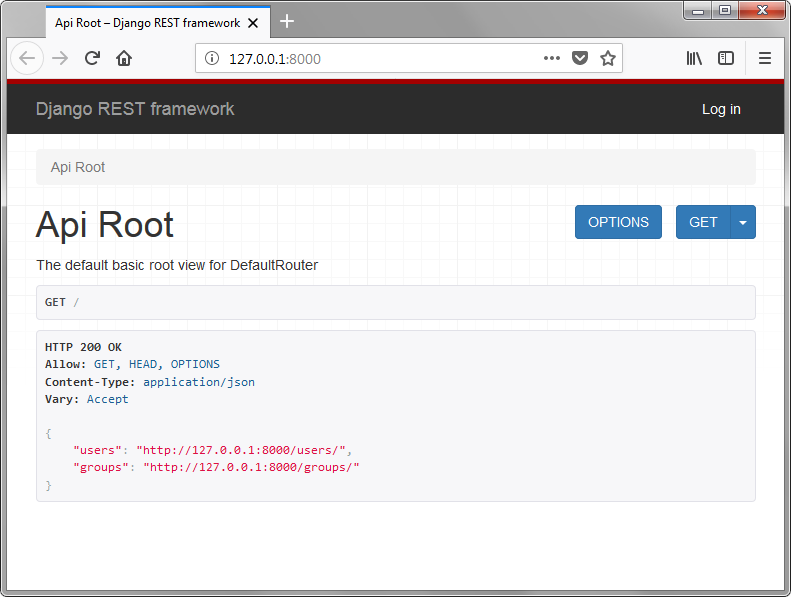 Api Root – Django REST framework
127.0.0.1:8000
Django REST framework
Log in
Api Root
Api Root
OPTIONS
GET
The default basic root view for DefaultRouter
GET /
HTTP 200 OK
Allow: GET, HEAD, OPTIONS
Content-Type: application/json
Vary: Accept
{
    "users": "http://127.0.0.1:8000/users/",
    "groups": "http://127.0.0.1:8000/groups/"
}